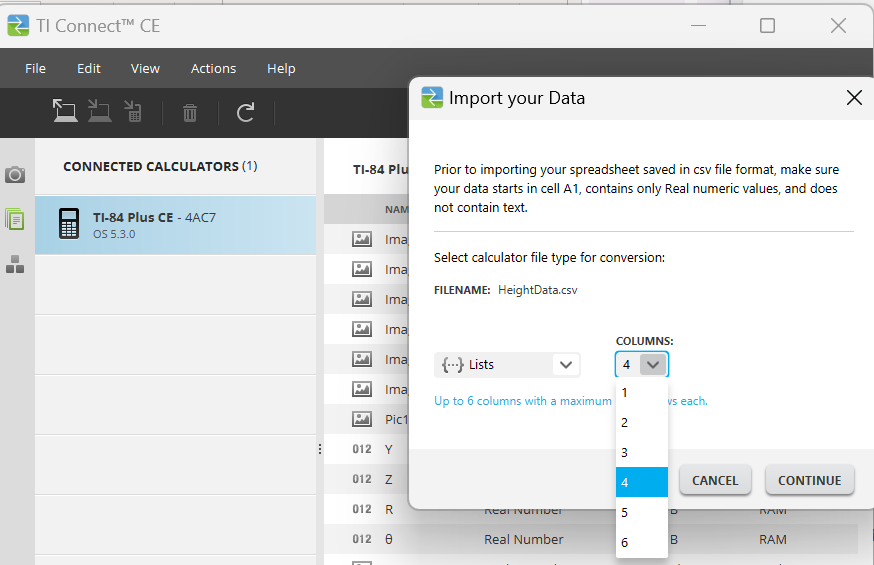 TI Connect™ CE
File Edit View Actions Help
CONNECTED CALCULATORS (1)
TI-84 Plus CE - 4AC7
OS 5.3.0
TI-84 Plu
NAM
Ima
Ima
Ima
Ima
Ima
Ima
Pic1
012 Y
012 Z
012 R Real Number B RAM
012 θ Real Number B RAM
Import your Data
Prior to importing your spreadsheet saved in csv file format, make sure
your data starts in cell A1, contains only Real numeric values, and does
not contain text.
Select calculator file type for conversion:
FILENAME: HeightData.csv
COLUMNS:
{···} Lists 4
Up to 6 columns with a maximum ws each.
1
2
3
4
5
6
CANCEL CONTINUE